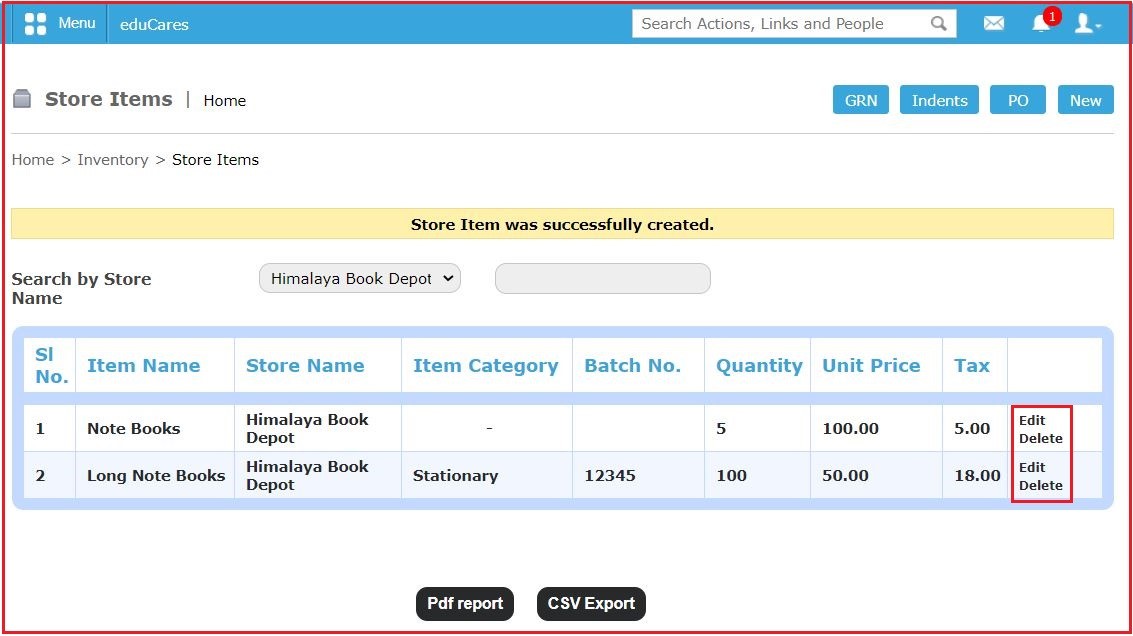 Menu educCares Search Actions, Links and People 1
Store Items | Home GRN Indents PO New
Home > Inventory > Store Items
Store Item was successfully created.
Search by Store Name Himalaya Book Depot
Sl No. Item Name Store Name Item Category Batch No. Quantity Unit Price Tax
1 Note Books Himalaya Book Depot - 5 100.00 5.00 Edit Delete
2 Long Note Books Himalaya Book Depot Stationary 12345 100 50.00 18.00 Edit Delete
Pdf report CSV Export